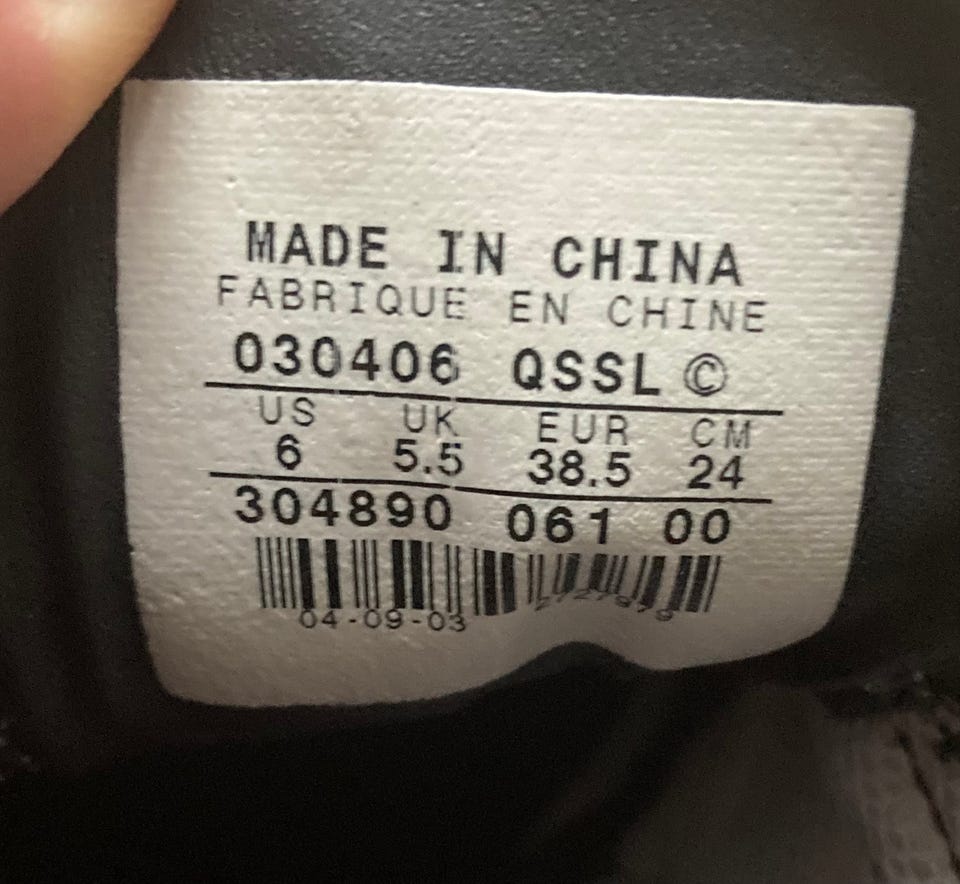 MADE IN CHINA
FABRIQUE EN CHINE
030406 QSSL ©
US UK EUR CM
6 5.5 38.5 24
304890 061 00
04-09-03